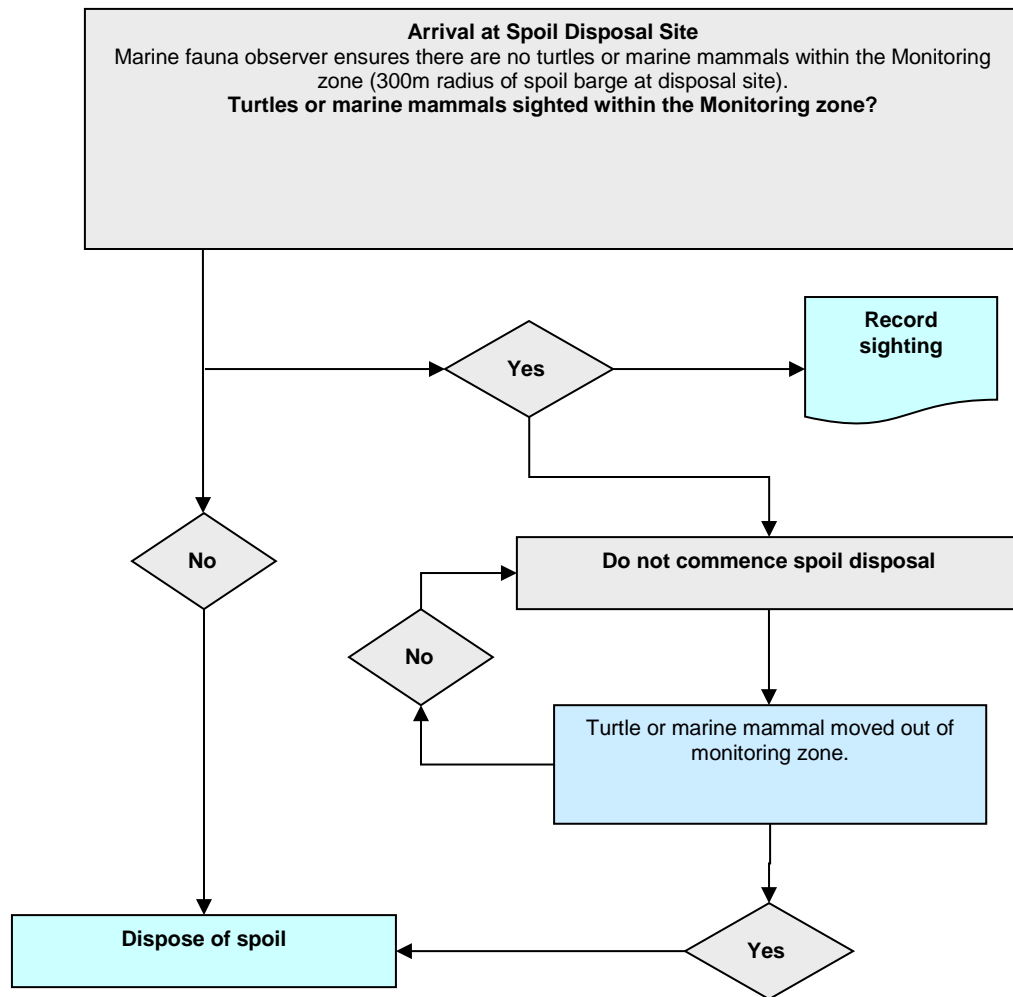 Arrival at Spoil Disposal Site
Marine fauna observer ensures there are no turtles or marine mammals within the Monitoring
zone (300m radius of spoil barge at disposal site).
Turtles or marine mammals sighted within the Monitoring zone?
Record
sighting
Yes
No
Do not commence spoil disposal
No
Turtle or marine mammal moved out of
monitoring zone.
Dispose of spoil
Yes